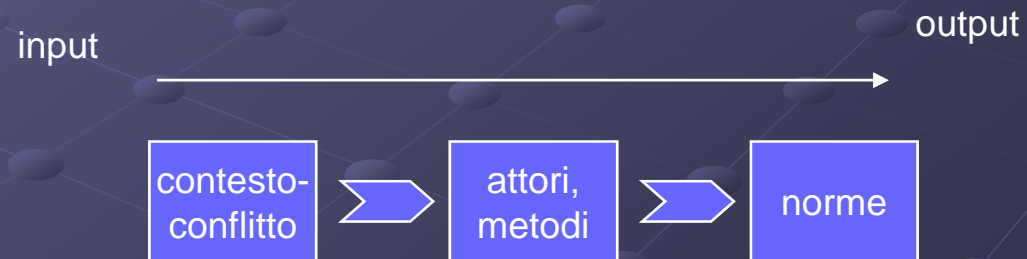 input
output
contesto-
conflitto
attori,
metodi
norme